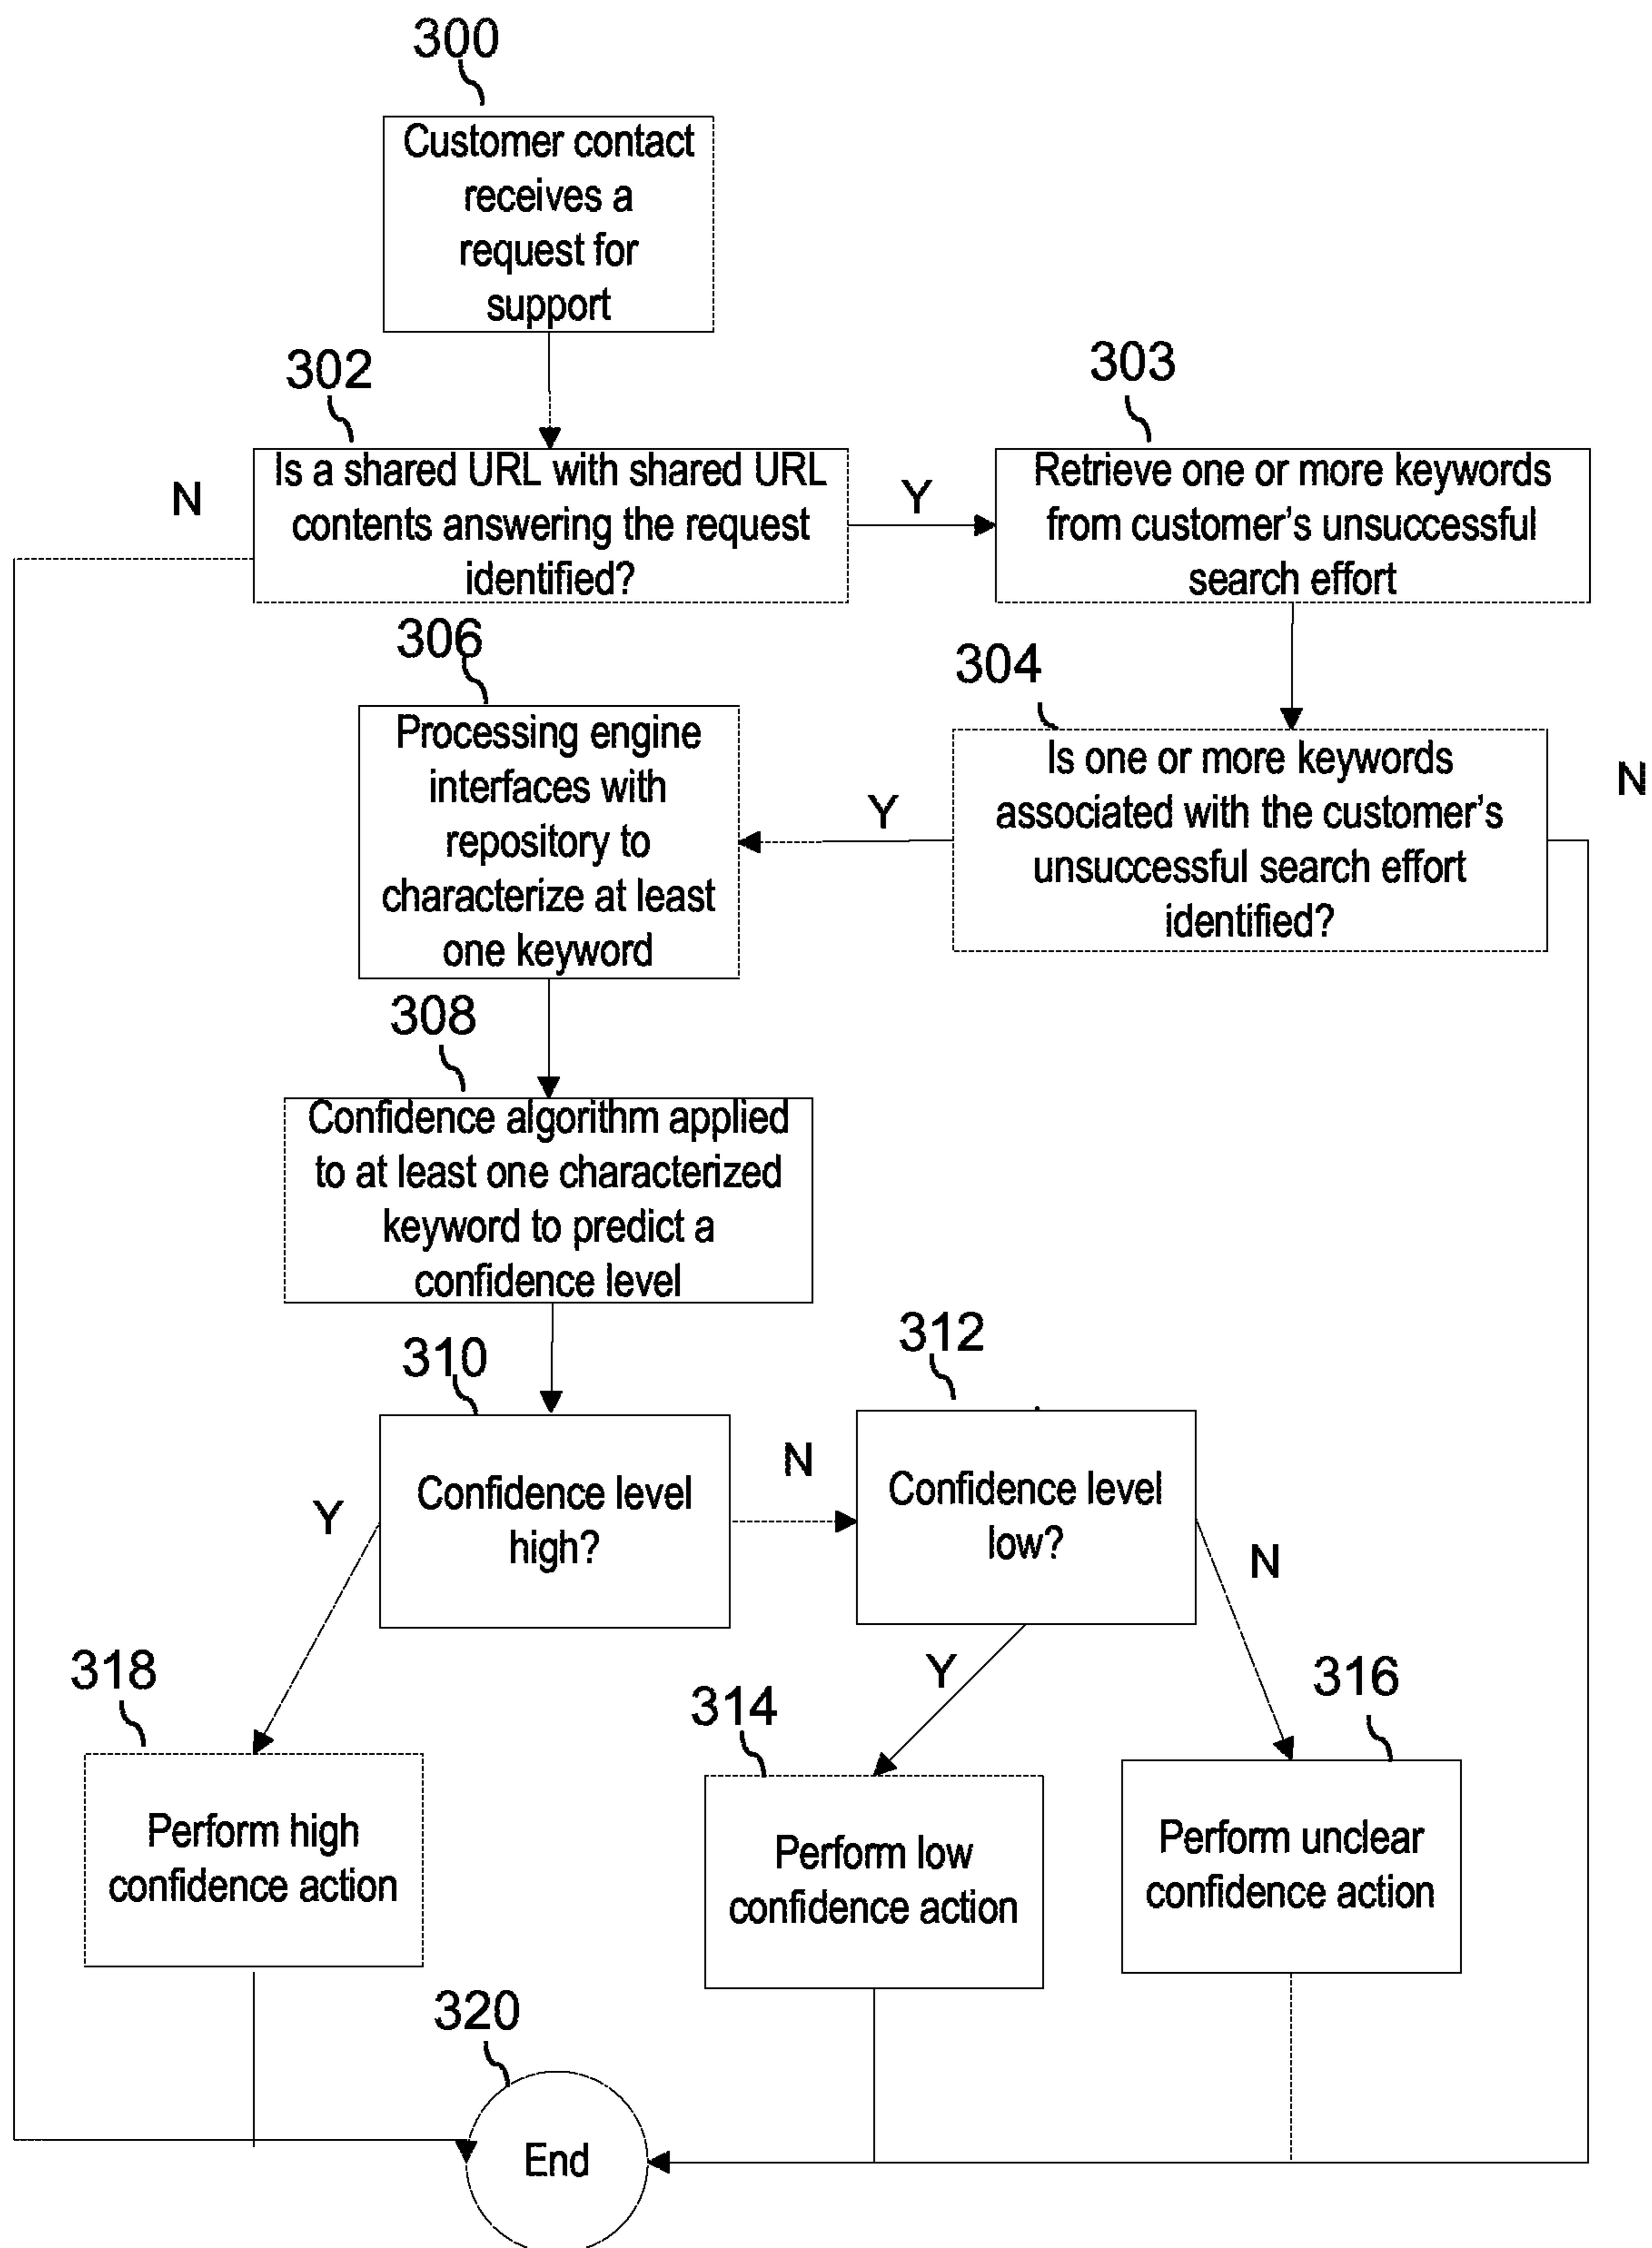 300
Customer contact
receives a
request for
support
302
303
N
Is a shared URL with shared URL
contents answering the request
identified?
Y
Retrieve one or more keywords
from customer's unsuccessful
search effort
306
304
Processing engine
interfaces with
repository to
characterize at least
one keyword
Y
Is one or more keywords
associated with the customer's
unsuccessful search effort
identified?
N
308
Confidence algorithm applied
to at least one characterized
keyword to predict a
confidence level
310
312
Confidence level
high?
N
Confidence level
low?
Y
N
Y
318
314
316
Perform high
confidence action
Perform low
confidence action
Perform unclear
confidence action
320
End